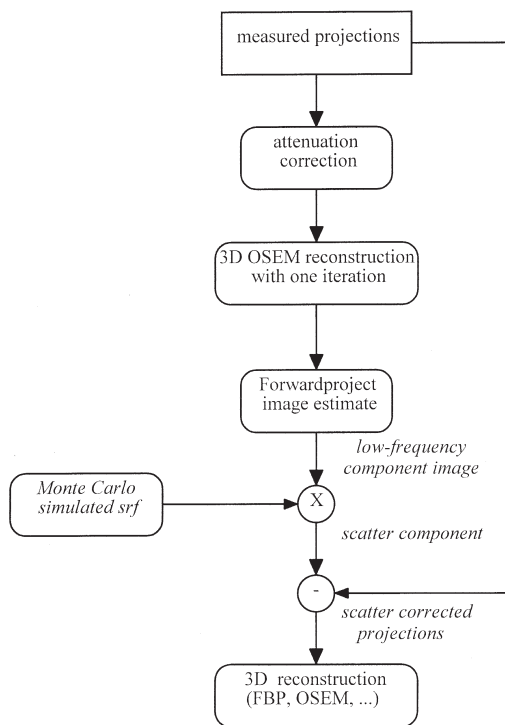 measured projections
attenuation
correction
3D OSEM reconstruction
with one iteration
Forwardproject
image estimate
low-frequency
component image
Monte Carlo
simulated srf
X
scatter component
-
scatter corrected
projections
3D reconstruction
(FBP, OSEM, ...)